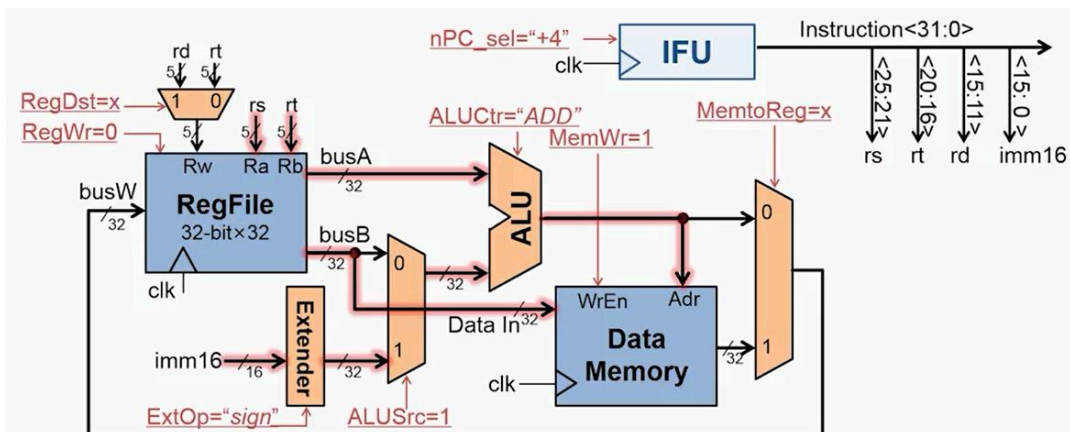 nPC_sel="+4"
clk
IFU
Instruction<31:0>
<25:21>
<20:16>
<15:11>
<15: 0 >
rs
rt
rd
imm16
rd
rt
5
5
RegDst=x
1
0
RegWr=0
5
rs
rt
5
5
Rw
Ra
Rb
busW
32
RegFile
32-bit×32
clk
busA
32
busB
32
ALUCtr="ADD"
MemWr=1
MemtoReg=x
ALU
0
1
32
Data In
32
WrEn
Adr
Data
Memory
clk
32
0
1
imm16
16
Extender
32
ExtOp="sign"
ALUSrc=1